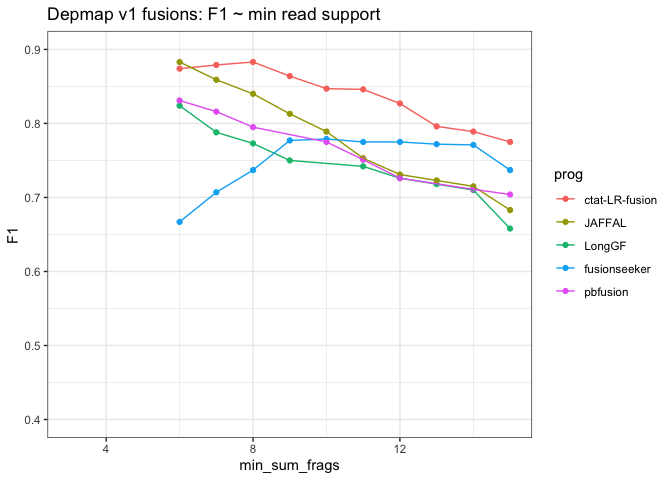 Depmap v1 fusions: F1 ~ min read support
0.9
0.8
0.7
0.6
0.5
0.4
F1
4
8
12
min_sum_frags
prog
ctat-LR-fusion
JAFFAL
LongGF
fusionseeker
pbfusion